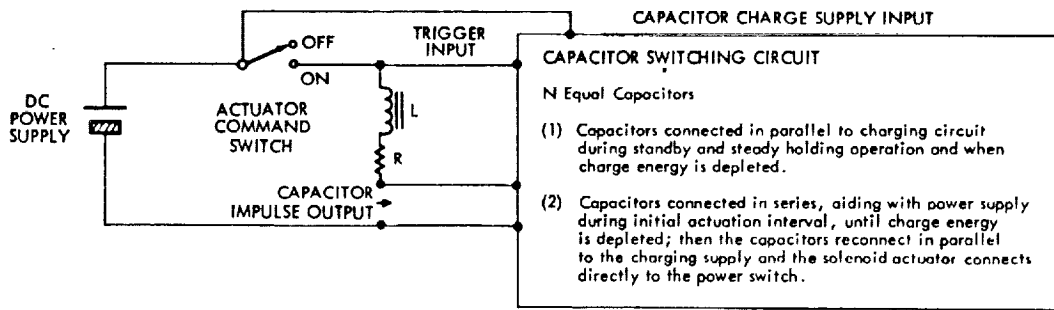 CAPACITOR CHARGE SUPPLY INPUT
OFF
TRIGGER
INPUT
ON
DC
POWER
SUPPLY
ACTUATOR
COMMAND
SWITCH
L
R
CAPACITOR
IMPULSE OUTPUT
CAPACITOR SWITCHING CIRCUIT
N Equal Capacitors
(1) Capacitors connected in parallel to charging circuit
during standby and steady holding operation and when
charge energy is depleted.
(2) Capacitors connected in series, aiding with power supply
during initial actuation interval, until charge energy
is depleted; then the capacitors reconnect in parallel
to the charging supply and the solenoid actuator connects
directly to the power switch.